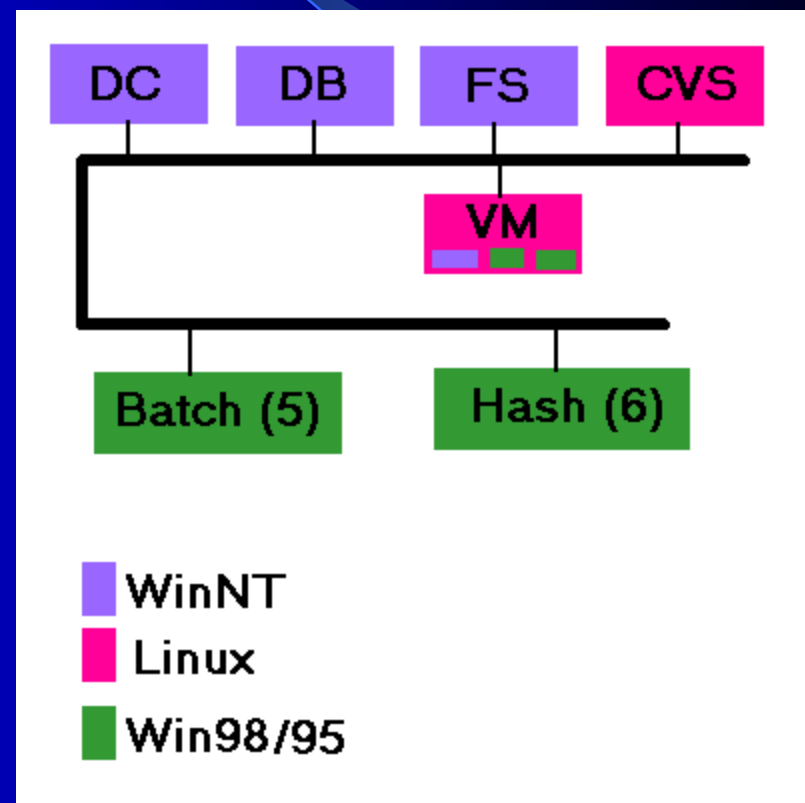 DC DB FS CVS
VM
Batch (5) Hash (6)
WinNT
Linux
Win98/95